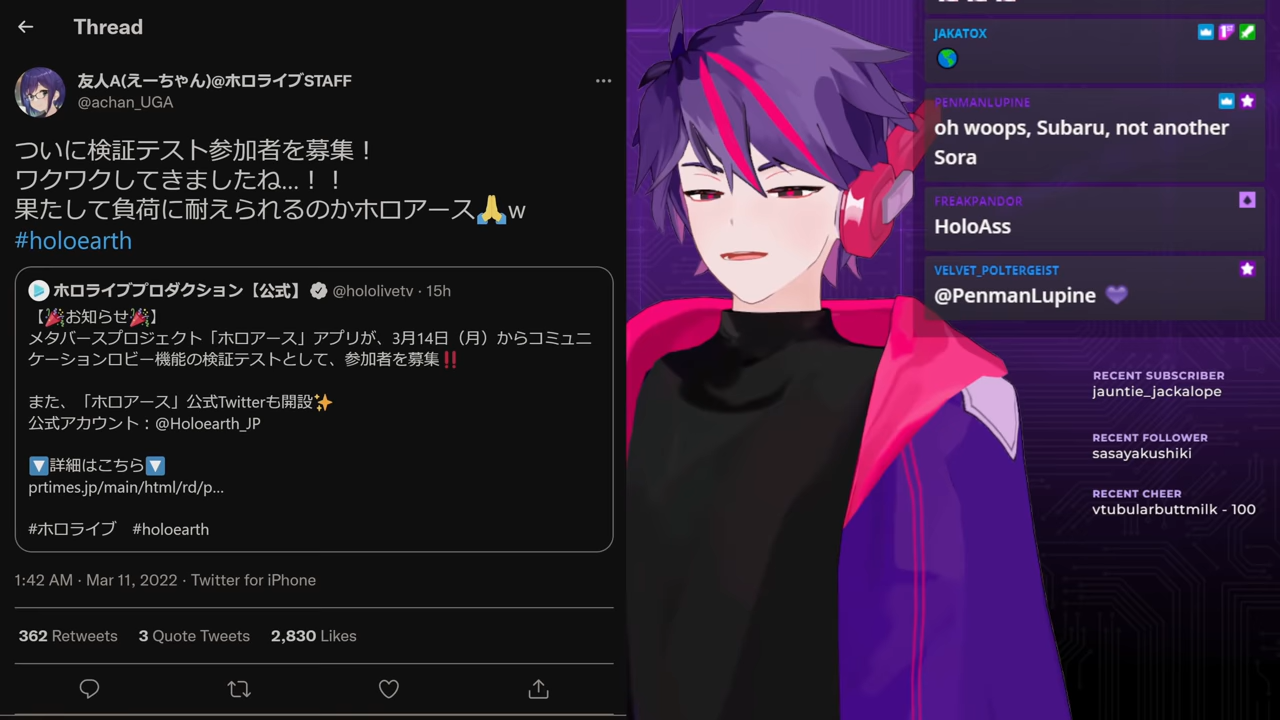 Thread
友人A(えーちゃん)@ホロライブSTAFF
@achan_UGA
ついに検証テスト参加者を募集！
ワクワクしてきましたね...！！
果たして負荷に耐えられるのかホロアース🙏w
#holoearth
ホロライブプロダクション【公式】 @hololivetv · 15h
【🎉お知らせ🎉】
メタバースプロジェクト「ホロアース」アプリが、3月14日（月）からコミュニ
ケーションロビー機能の検証テストとして、参加者を募集‼️
また、「ホロアース」公式Twitterも開設✨
公式アカウント：@Holoearth_JP
🔽詳細はこちら🔽
prtimes.jp/main/html/rd/p...
#ホロライブ #holoearth
1:42 AM · Mar 11, 2022 · Twitter for iPhone
362 Retweets 3 Quote Tweets 2,830 Likes
JAKATOX
🌎
PENMANLUPINE
oh woops, Subaru, not another
Sora
FREAKPANDOR
HoloAss
VELVET_POLTERGEIST
@PenmanLupine 💜
RECENT SUBSCRIBER
jauntie_jackalope
RECENT FOLLOWER
sasayakushiki
RECENT CHEER
vtubularbuttmilk - 100